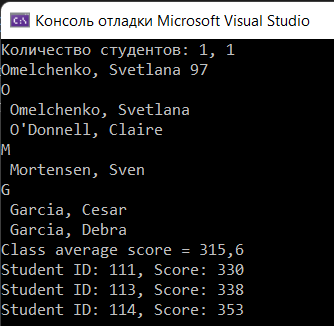 Консоль отладки Microsoft Visual Studio
Количество студентов: 1, 1
Omelchenko, Svetlana 97
O
 Omelchenko, Svetlana
 O'Donnell, Claire
M
 Mortensen, Sven
G
 Garcia, Cesar
 Garcia, Debra
Class average score = 315,6
Student ID: 111, Score: 330
Student ID: 113, Score: 338
Student ID: 114, Score: 353